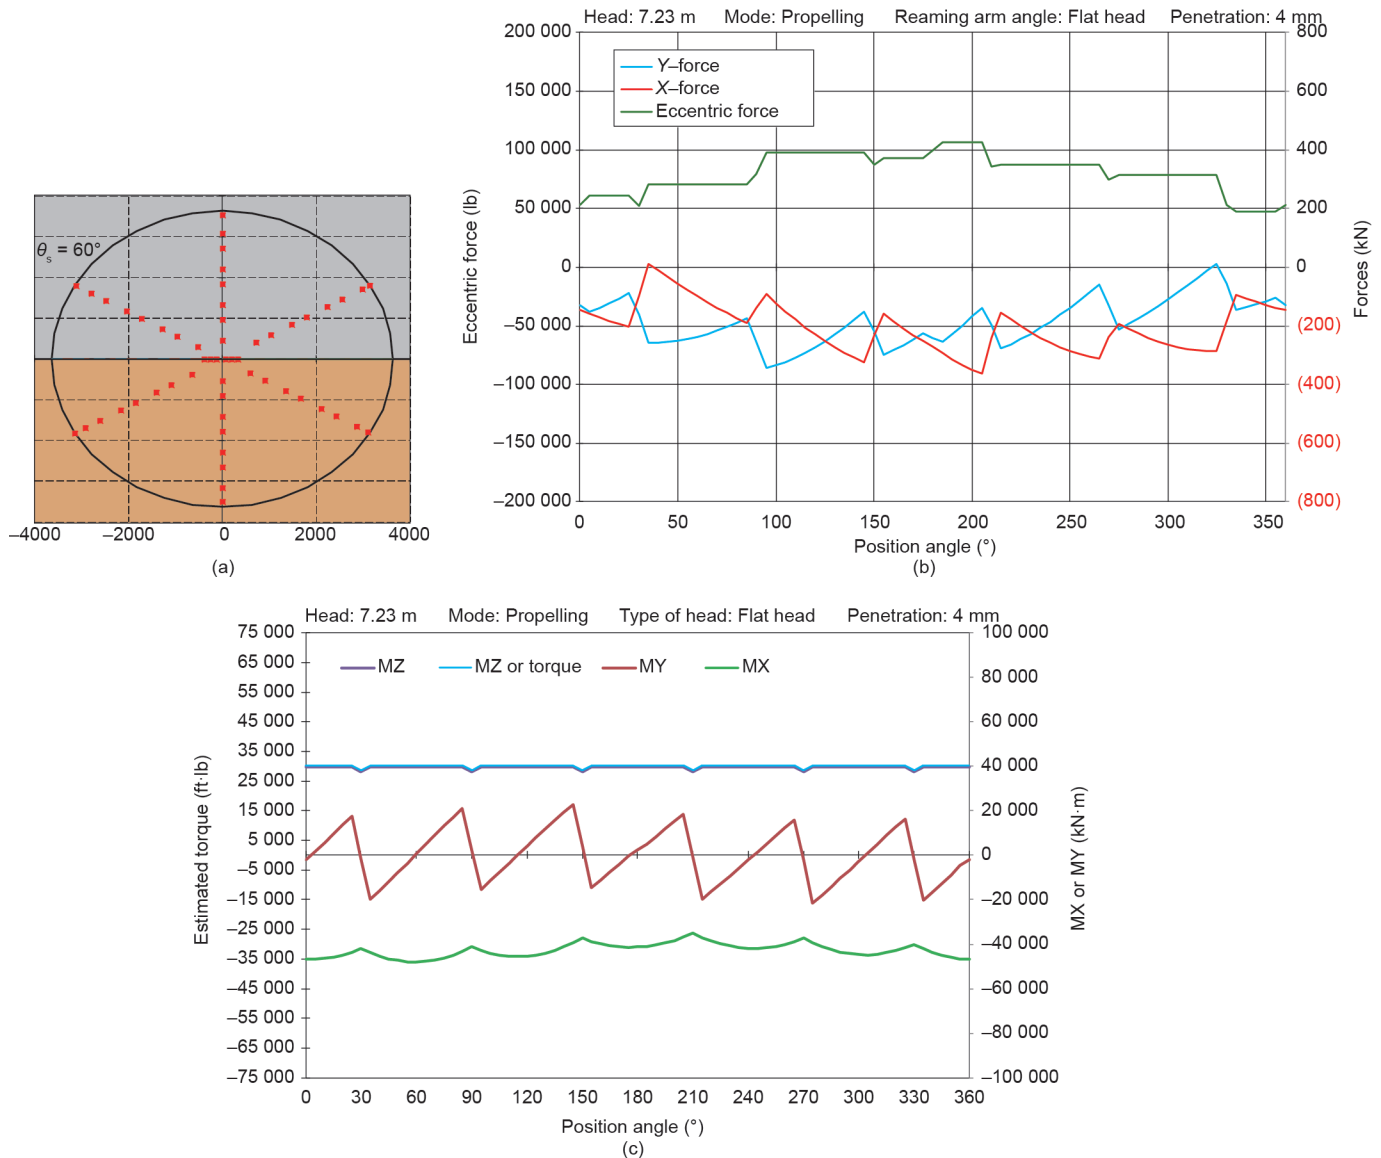 θs = 60°
–4000 –2000 0 2000 4000
(a)
Head: 7.23 m Mode: Propelling Reaming arm angle: Flat head Penetration: 4 mm
200 000 800
150 000 600
100 000 400
50 000 200
0 0
–50 000 (200)
–100 000 (400)
–150 000 (600)
–200 000 (800)
Y–force
X–force
Eccentric force
Eccentric force (lb)
Forces (kN)
0 50 100 150 200 250 300 350
Position angle (°)
(b)
Head: 7.23 m Mode: Propelling Type of head: Flat head Penetration: 4 mm
MZ MZ or torque MY MX
75 000
65 000
55 000
45 000
35 000
25 000
15 000
5 000
–5 000
–15 000
–25 000
–35 000
–45 000
–55 000
–65 000
–75 000
Estimated torque (ft·lb)
100 000
80 000
60 000
40 000
20 000
0
–20 000
–40 000
–60 000
–80 000
–100 000
MX or MY (kN·m)
0 30 60 90 120 150 180 210 240 270 300 330 360
Position angle (°)
(c)